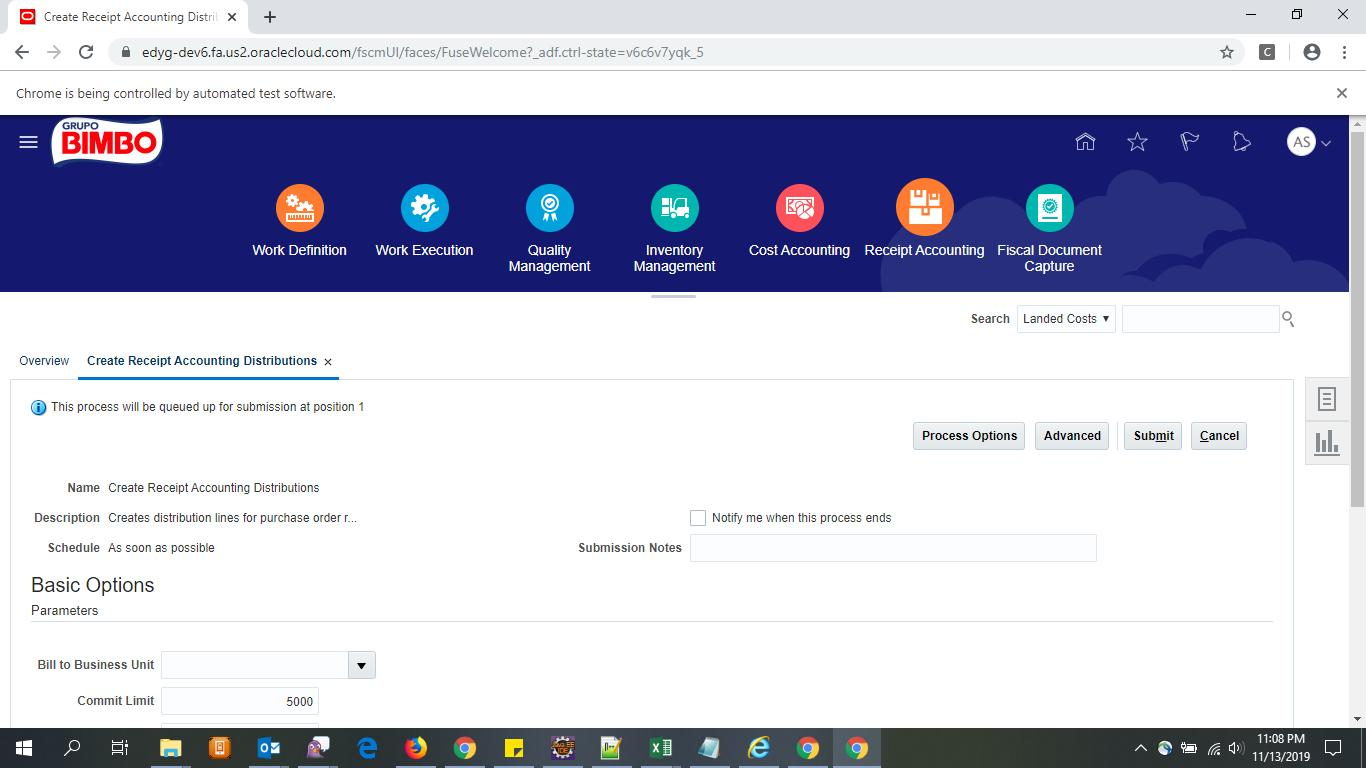 Create Receipt Accounting Distri
edyg-dev6.fa.us2.oraclecloud.com/fscmUI/faces/FuseWelcome?_adf.ctrl-state=v6c6v7yqk_5
C
Chrome is being controlled by automated test software.
GRUPO
BIMBO
AS
Work Definition
Work Execution
Quality
Management
Inventory
Management
Cost Accounting
Receipt Accounting
Fiscal Document
Capture
Search Landed Costs
Overview Create Receipt Accounting Distributions
This process will be queued up for submission at position 1
Process Options Advanced Submit Cancel
Name Create Receipt Accounting Distributions
Description Creates distribution lines for purchase order r...
Notify me when this process ends
Schedule As soon as possible
Submission Notes
Basic Options
Parameters
Bill to Business Unit
Commit Limit 5000
11:08 PM
11/13/2019